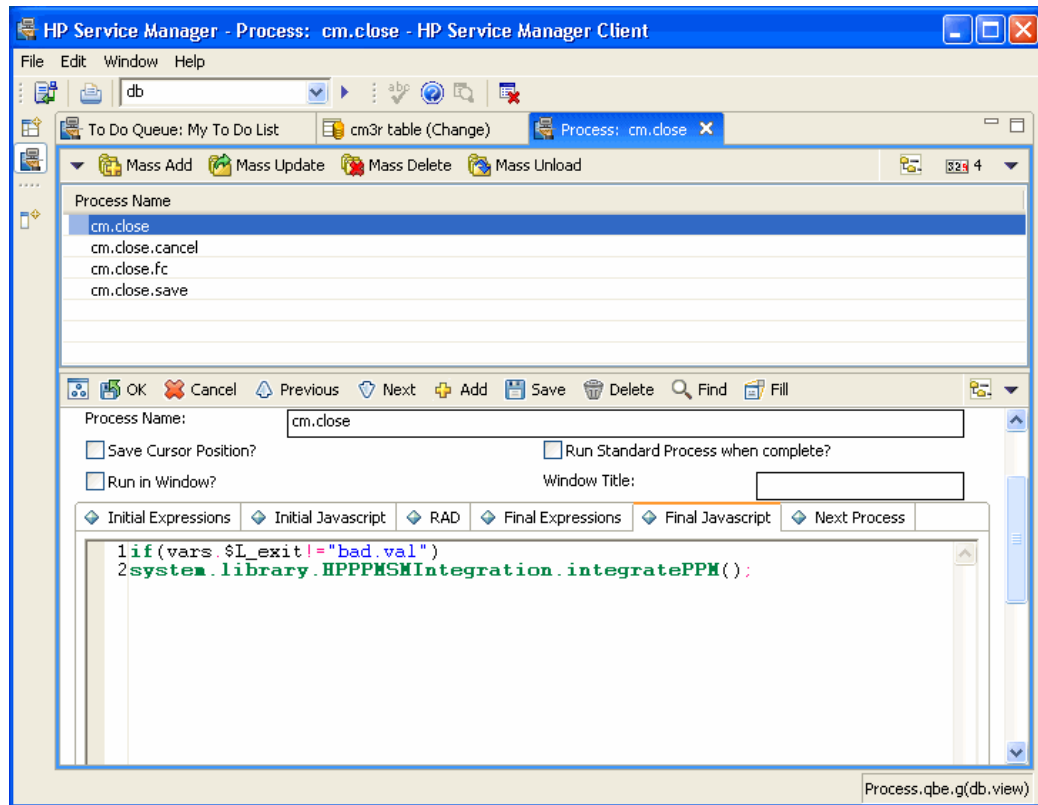 HP Service Manager - Process: cm.close - HP Service Manager Client
File Edit Window Help
db
abc
To Do Queue: My To Do List cm3r table (Change) Process: cm.close
Mass Add Mass Update Mass Delete Mass Unload 4
Process Name
cm.close
cm.close.cancel
cm.close.fc
cm.close.save
OK Cancel Previous Next Add Save Delete Find Fill
Process Name: cm.close
Save Cursor Position? Run Standard Process when complete?
Run in Window? Window Title:
Initial Expressions Initial Javascript RAD Final Expressions Final Javascript Next Process
1if(vars.$L_exit!="bad.val")
2system.library.HPPPMSMIntegration.integratePPM();
Process.qbe.g(db.view)